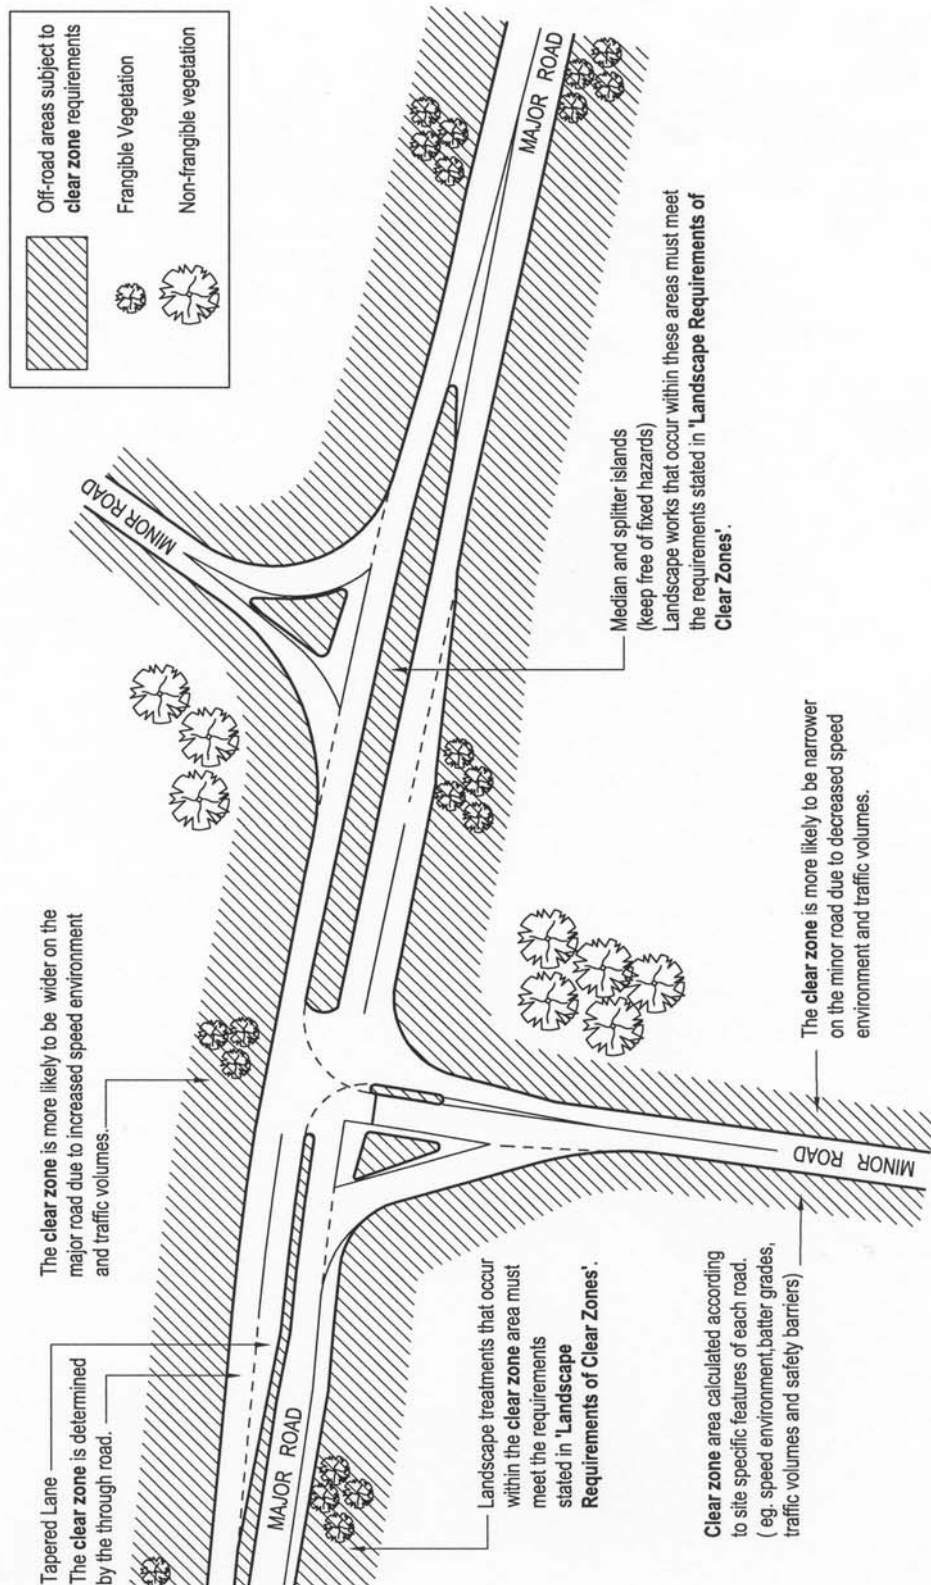 Off-road areas subject to
clear zone requirements
Frangible Vegetation
Non-frangible vegetation
Tapered Lane
The clear zone is determined
by the through road.
The clear zone is more likely to be wider on the
major road due to increased speed environment
and traffic volumes.
MINOR ROAD
MAJOR ROAD
MAJOR ROAD
Landscape treatments that occur
within the clear zone area must
meet the requirements
stated in 'Landscape
Requirements of Clear Zones'.
Median and splitter islands
(keep free of fixed hazards)
Landscape works that occur within these areas must meet
the requirements stated in 'Landscape Requirements of
Clear Zones'.
MINOR ROAD
Clear zone area calculated according
to site specific features of each road.
( eg. speed environment,batter grades,
traffic volumes and safety barriers)
The clear zone is more likely to be narrower
on the minor road due to decreased speed
environment and traffic volumes.